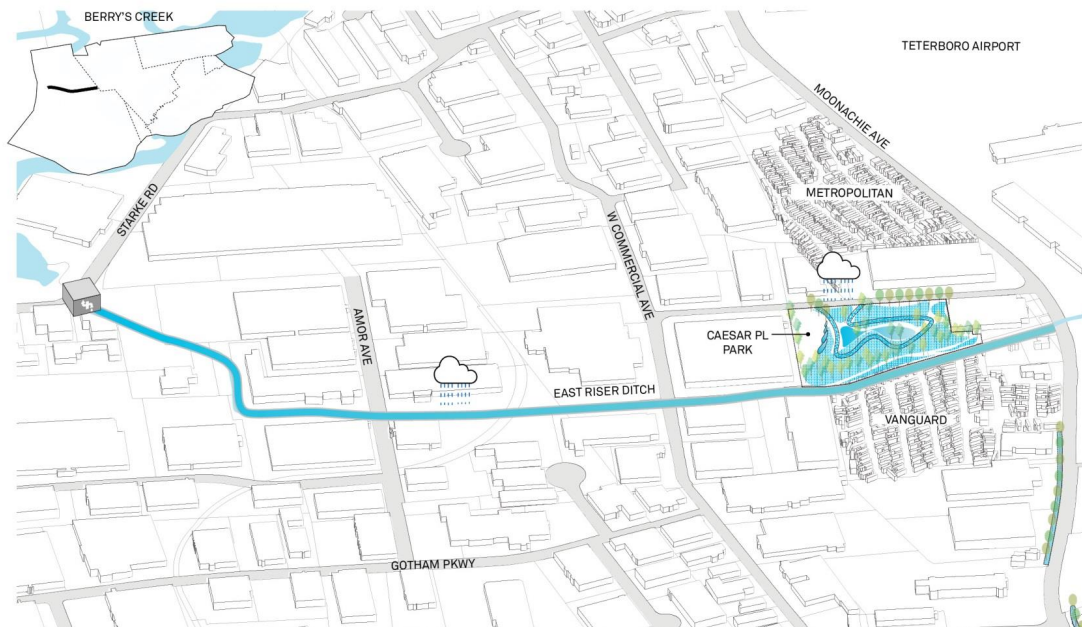 BERRY'S CREEK
TETERBORO AIRPORT
MOONACHIE AVE
METROPOLITAN
STARKE RD
W COMMERCIAL AVE
AMOR AVE
CAESAR PL
PARK
EAST RISER DITCH
VANGUARD
GOTHAM PKWY